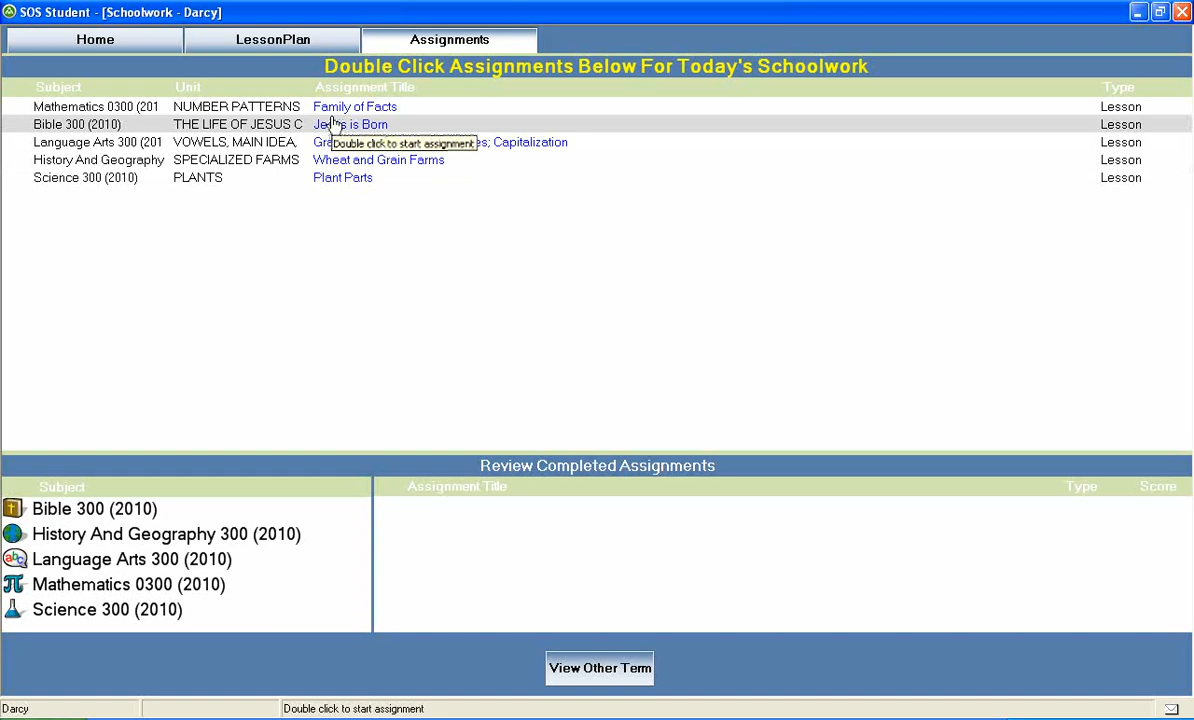 SOS Student - [Schoolwork - Darcy]
Home LessonPlan Assignments
Double Click Assignments Below For Today's Schoolwork
Subject Unit Assignment Title Type
Mathematics 0300 (201 NUMBER PATTERNS Family of Facts Lesson
Bible 300 (2010) THE LIFE OF JESUS C is Born Lesson
Language Arts 300 (201 VOWELS, MAIN IDEA, Capitalization Lesson
Double click to start assignment
History And Geography SPECIALIZED FARMS Wheat and Grain Farms Lesson
Science 300 (2010) PLANTS Plant Parts Lesson
Review Completed Assignments
Subject Assignment Title Type Score
Bible 300 (2010)
History And Geography 300 (2010)
abc Language Arts 300 (2010)
Mathematics 0300 (2010)
Science 300 (2010)
View Other Term
Darcy Double click to start assignment